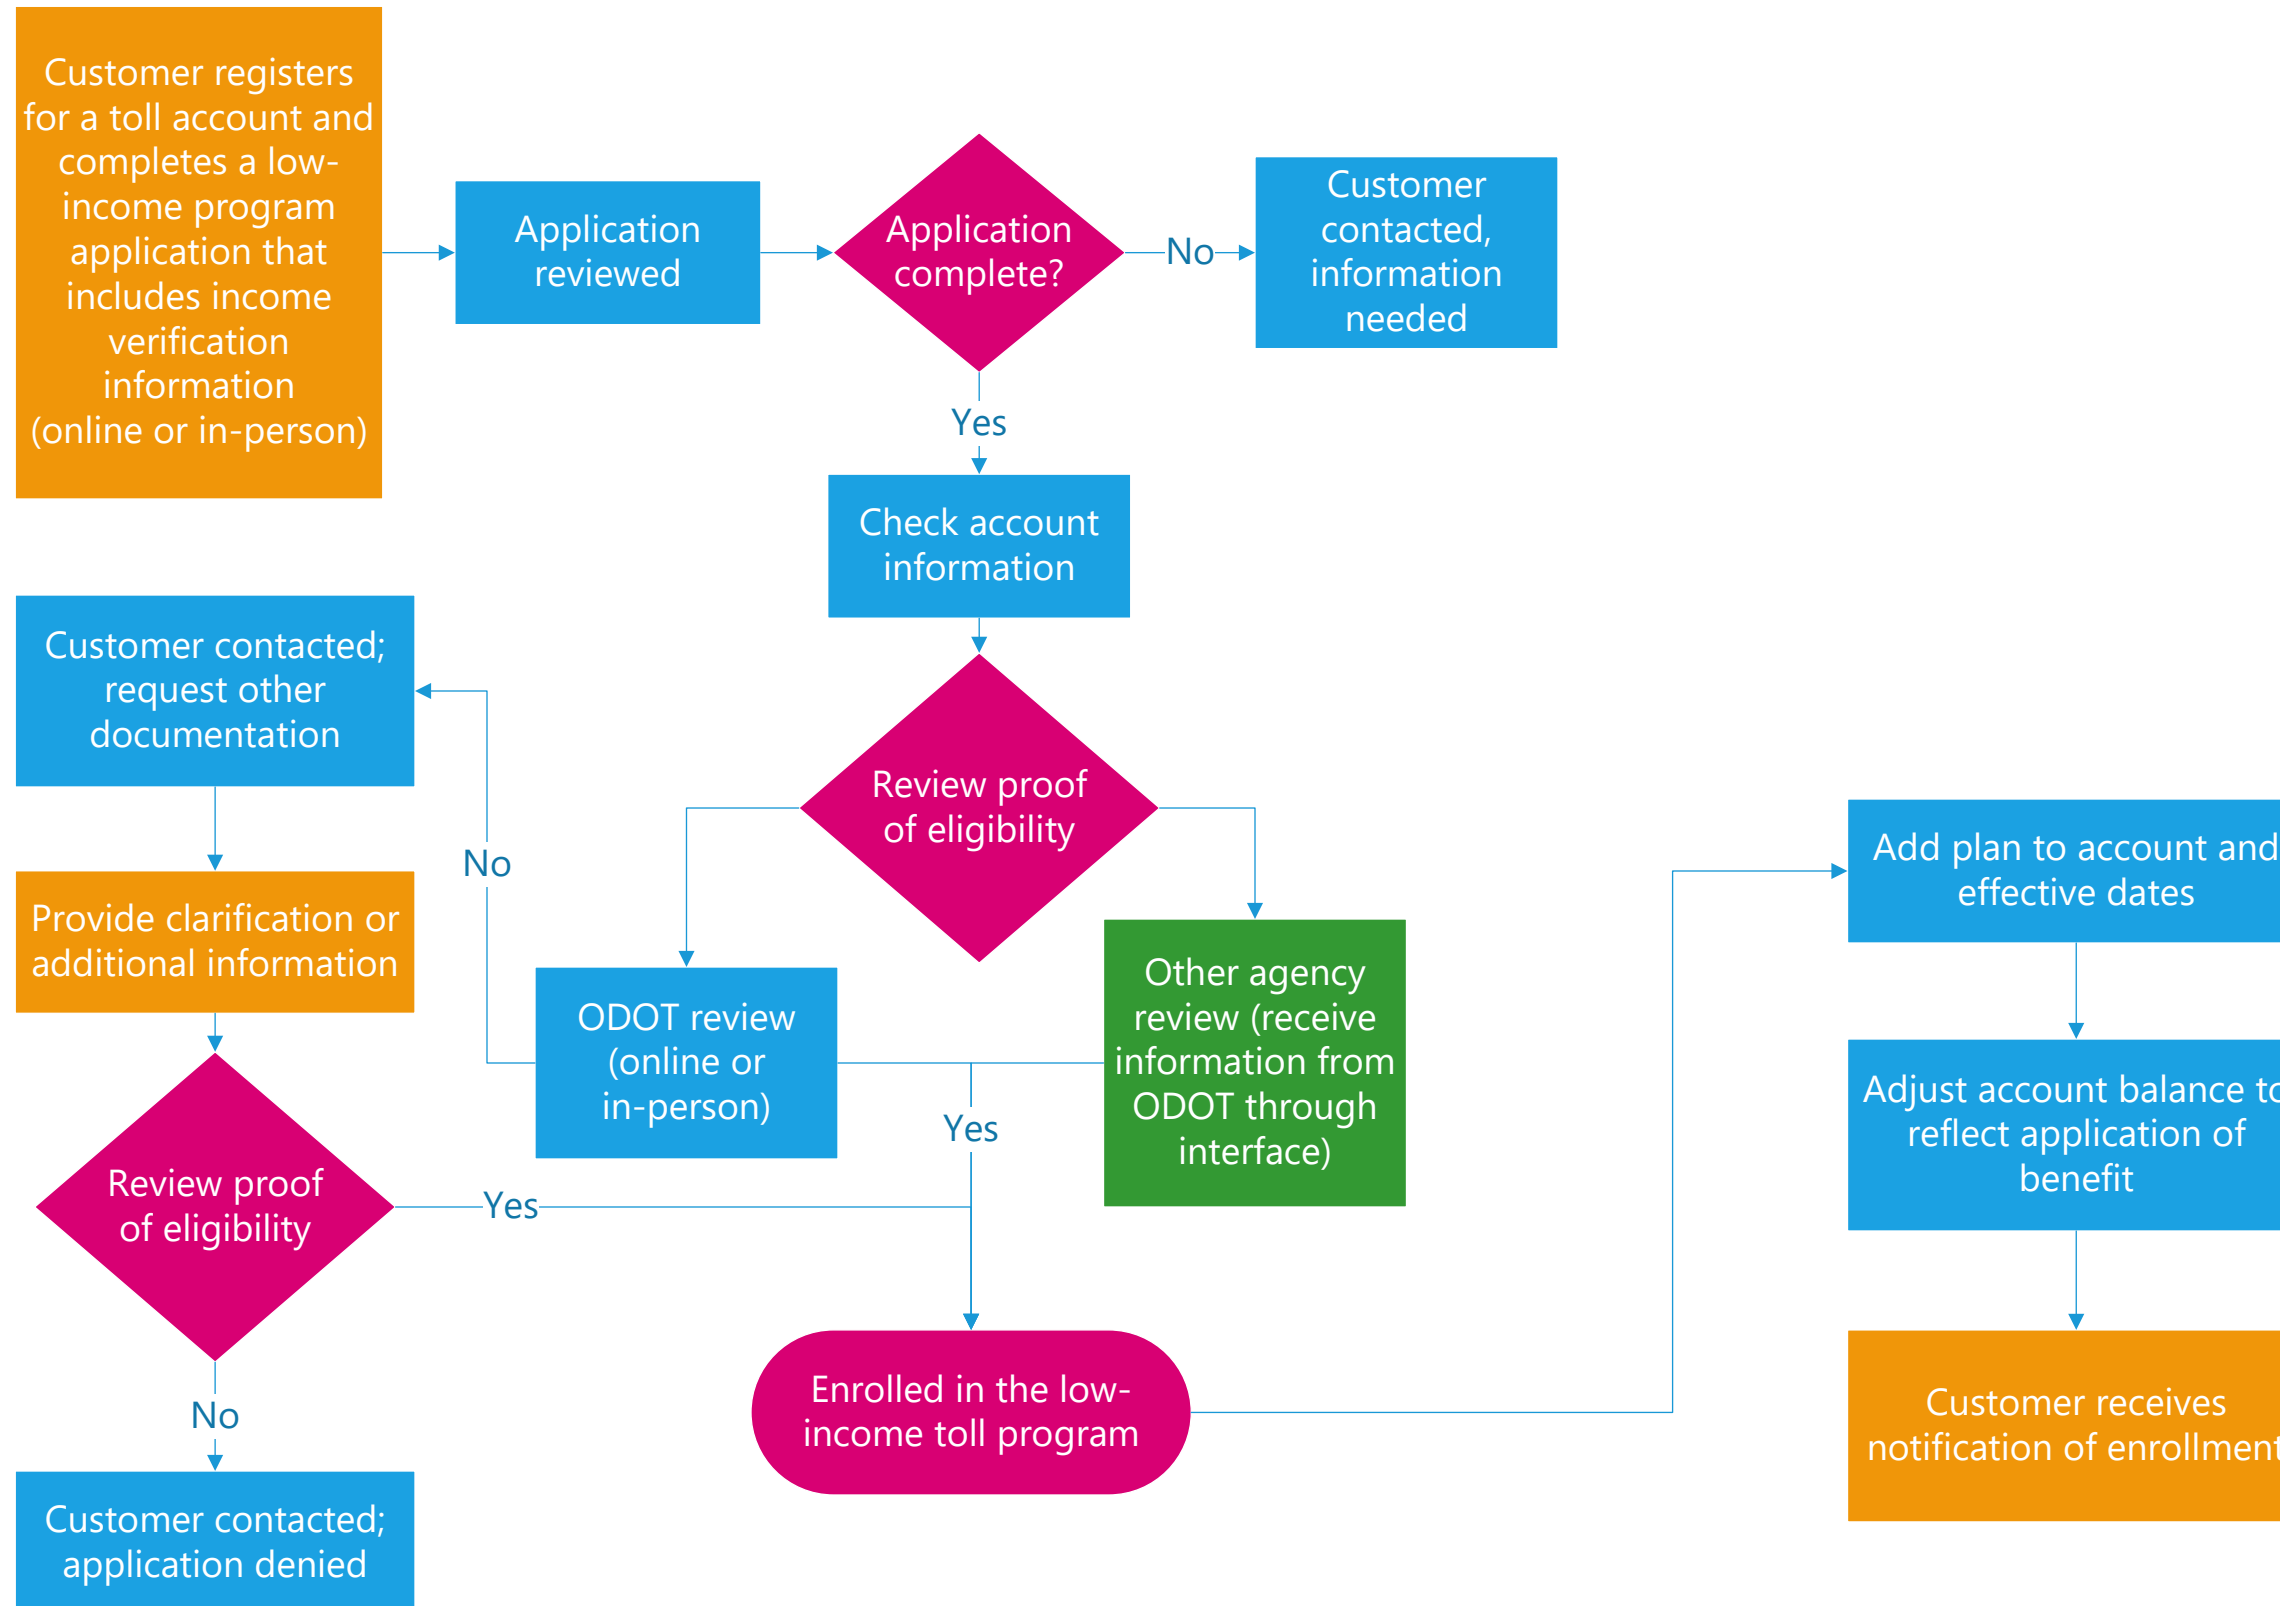 Customer registers
for a toll account and
completes a low-
income program
application that
includes income
verification
information
(online or in-person)
Application
reviewed
Application
complete?
No
Customer
contacted,
information
needed
Yes
Check account
information
Review proof
of eligibility
Customer contacted;
request other
documentation
No
Provide clarification or
additional information
ODOT review
(online or
in-person)
Other agency
review (receive
information from
ODOT through
interface)
Yes
Review proof
of eligibility
Yes
No
Customer contacted;
application denied
Enrolled in the low-
income toll program
Add plan to account and
effective dates
Adjust account balance to
reflect application of
benefit
Customer receives
notification of enrollment